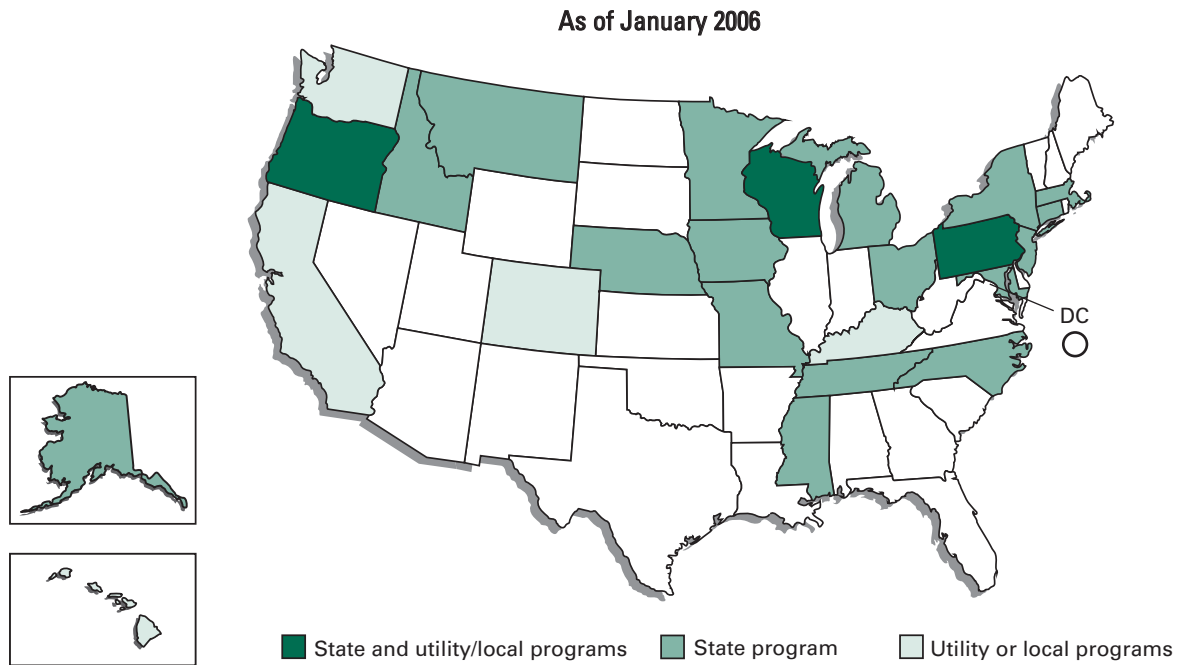 As of January 2006
DC
State and utility/local programs
State program
Utility or local programs